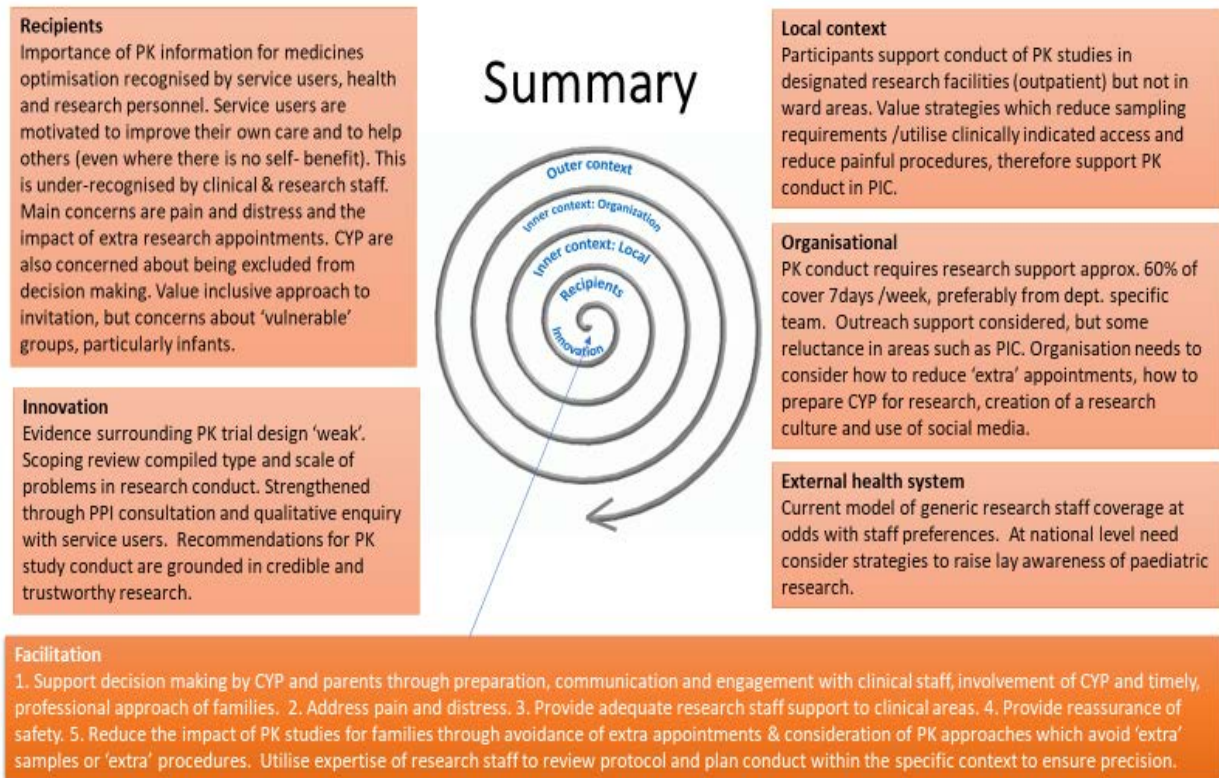 Recipients
Importance of PK information for medicines
optimisation recognised by service users, health
and research personnel. Service users are
motivated to improve their own care and to help
others (even where there is no self- benefit). This
is under-recognised by clinical & research staff.
Main concerns are pain and distress and the
impact of extra research appointments. CYP are
also concerned about being excluded from
decision making. Value inclusive approach to
invitation, but concerns about ‘vulnerable’
groups, particularly infants.
Innovation
Evidence surrounding PK trial design ‘weak’.
Scoping review compiled type and scale of
problems in research conduct. Strengthened
through PPI consultation and qualitative enquiry
with service users.  Recommendations for PK
study conduct are grounded in credible and
trustworthy research.
Summary
Outer context
Inner context: Organization
Inner context: Local
Recipients
Innovation
Local context
Participants support conduct of PK studies in
designated research facilities (outpatient) but not in
ward areas. Value strategies which reduce sampling
requirements /utilise clinically indicated access and
reduce painful procedures, therefore support PK
conduct in PIC.
Organisational
PK conduct requires research support approx. 60% of
cover 7days /week, preferably from dept. specific
team.  Outreach support considered, but some
reluctance in areas such as PIC. Organisation needs to
consider how to reduce ‘extra’ appointments, how to
prepare CYP for research, creation of a research
culture and use of social media.
External health system
Current model of generic research staff coverage at
odds with staff preferences.  At national level need
consider strategies to raise lay awareness of paediatric
research.
Facilitation
1. Support decision making by CYP and parents through preparation, communication and engagement with clinical staff, involvement of CYP and timely,
professional approach of families.  2. Address pain and distress. 3. Provide adequate research staff support to clinical areas. 4. Provide reassurance of
safety. 5. Reduce the impact of PK studies for families through avoidance of extra appointments & consideration of PK approaches which avoid ‘extra’
samples or ‘extra’ procedures.  Utilise expertise of research staff to review protocol and plan conduct within the specific context to ensure precision.